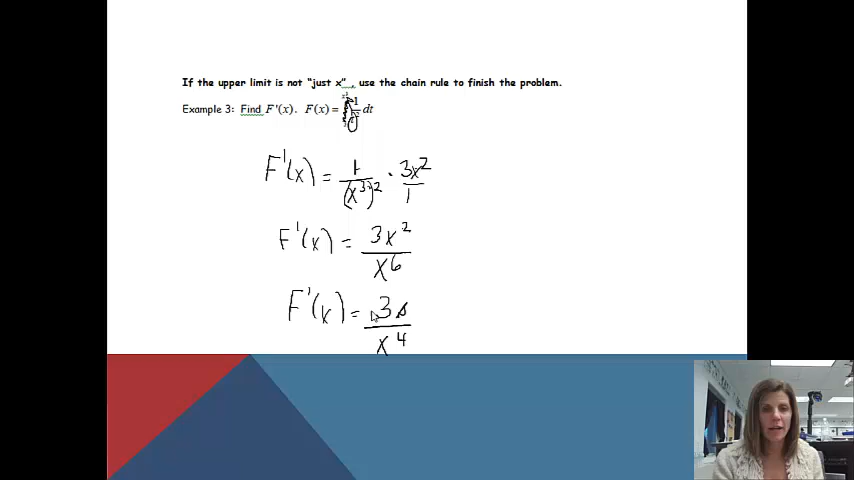 If the upper limit is not "just x", use the chain rule to finish the problem.
Example 3: Find F'(x). F(x) = ∫ 1 dt
F'(x) = 1/(x³)² · 3x²/1
F'(x) = 3x²/x⁶
F'(x) = 3/x⁴